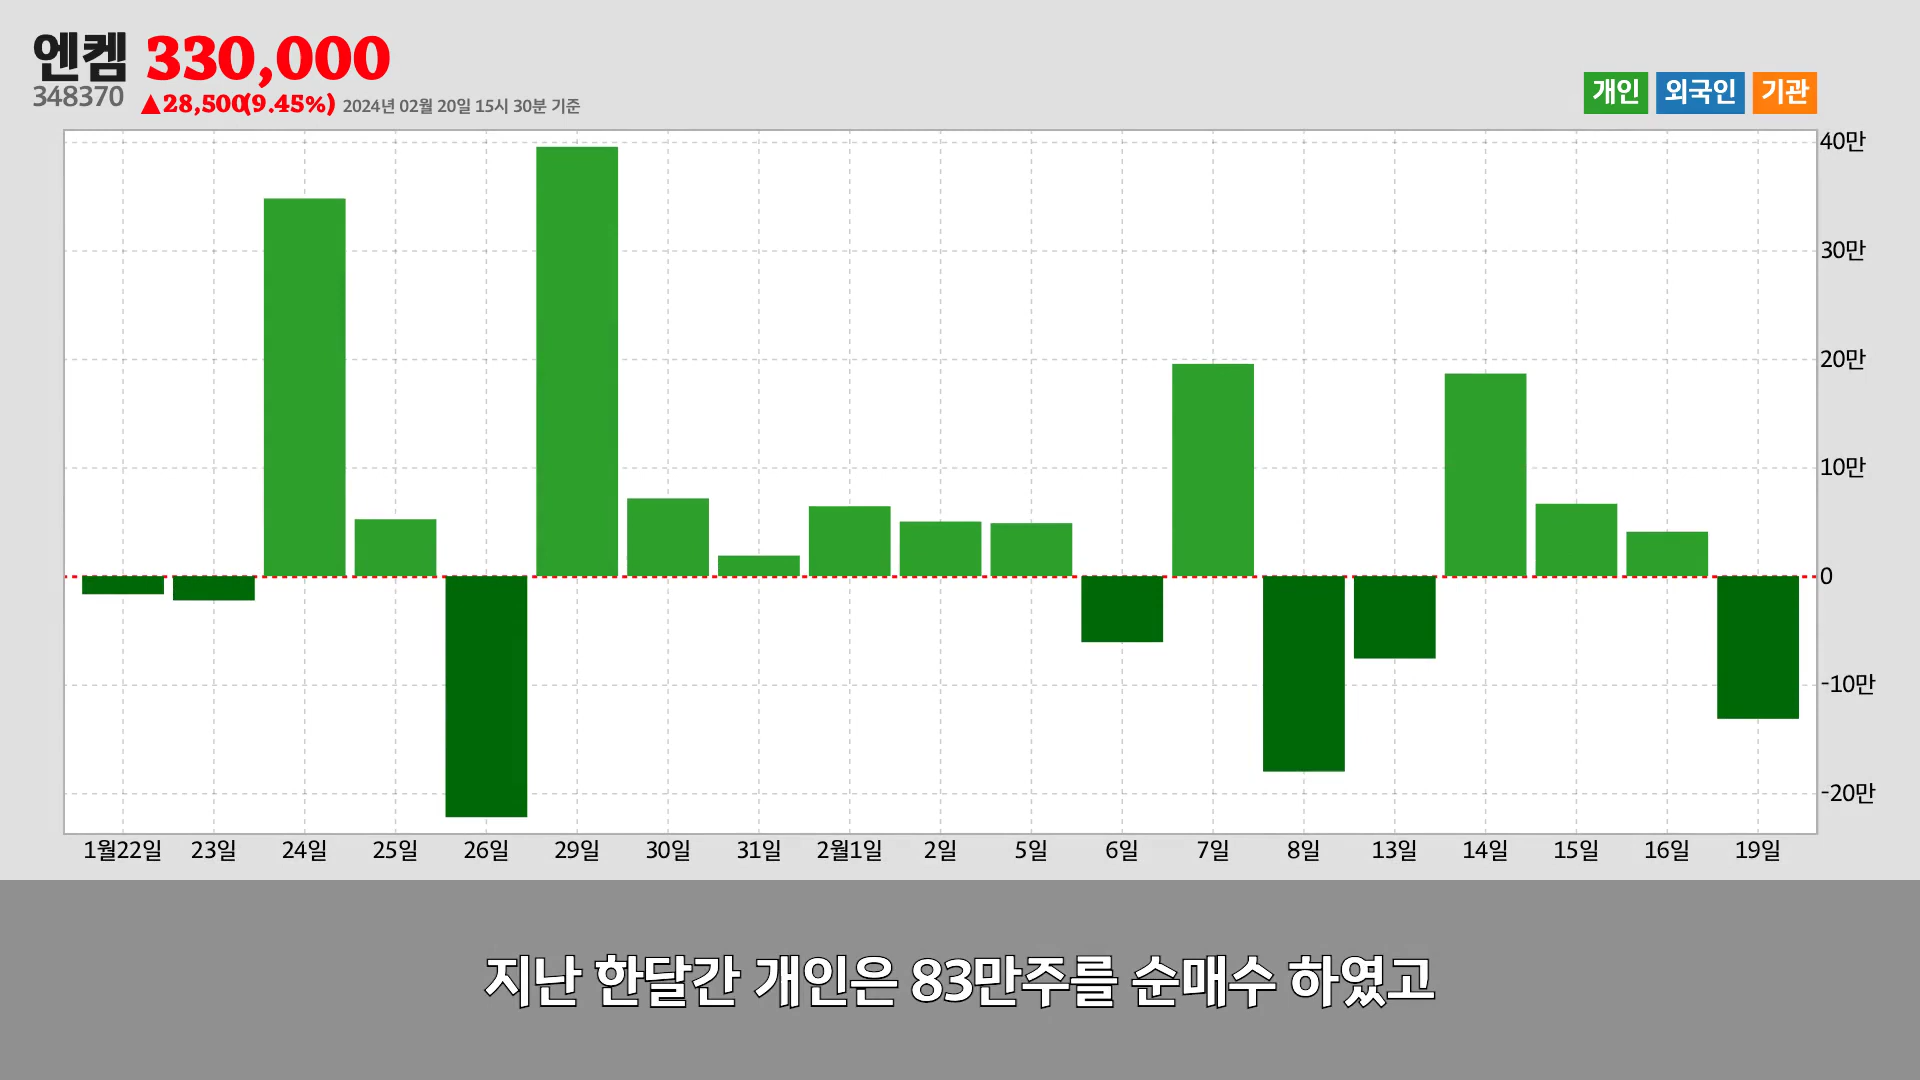 엔켐 330,000
348370 ▲28,500(9.45%) 2024년 02월 20일 15시 30분 기준
개인 외국인 기관
40만
30만
20만
10만
0
-10만
-20만
1월22일 23일 24일 25일 26일 29일 30일 31일 2월1일 2일 5일 6일 7일 8일 13일 14일 15일 16일 19일
지난 한달간 개인은 83만주를 순매수 하였고